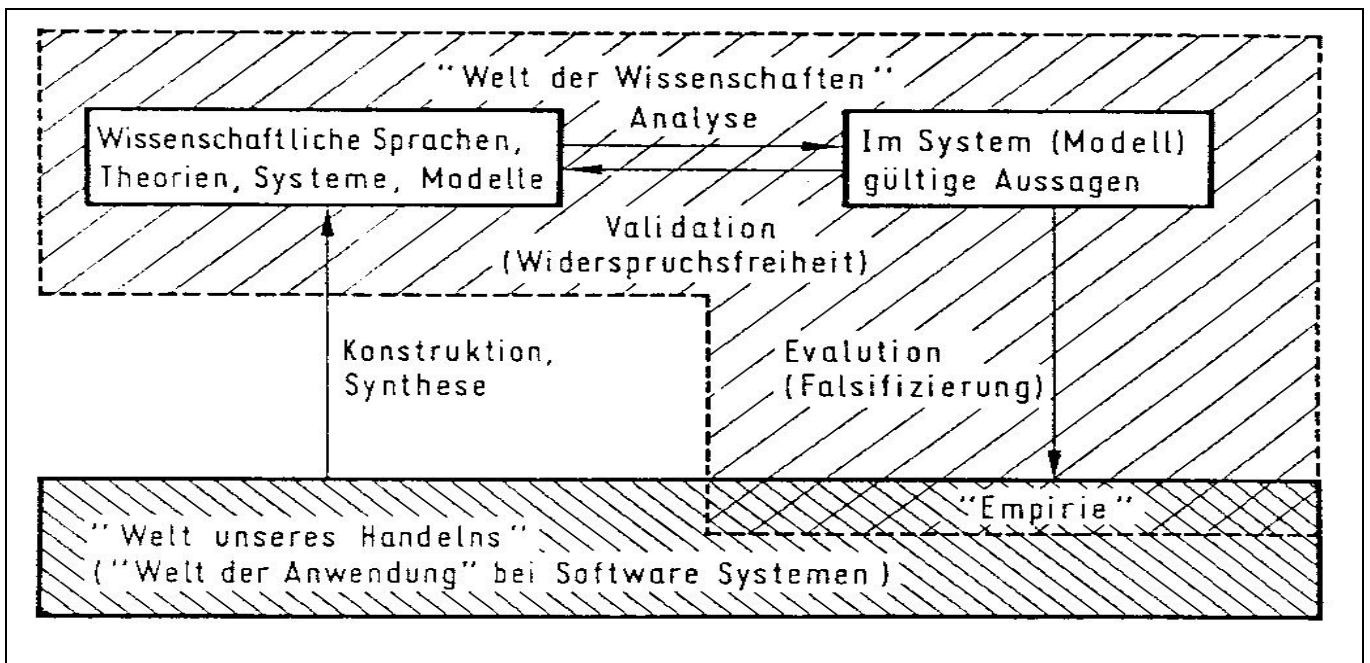 "Welt der Wissenschaften"
Analyse
Wissenschaftliche Sprachen,
Theorien, Systeme, Modelle
Im System (Modell)
gültige Aussagen
Validation
(Widerspruchsfreiheit)
Konstruktion,
Synthese
Evalution
(Falsifizierung)
"Empirie"
"Welt unseres Handelns"
("Welt der Anwendung" bei Software Systemen)